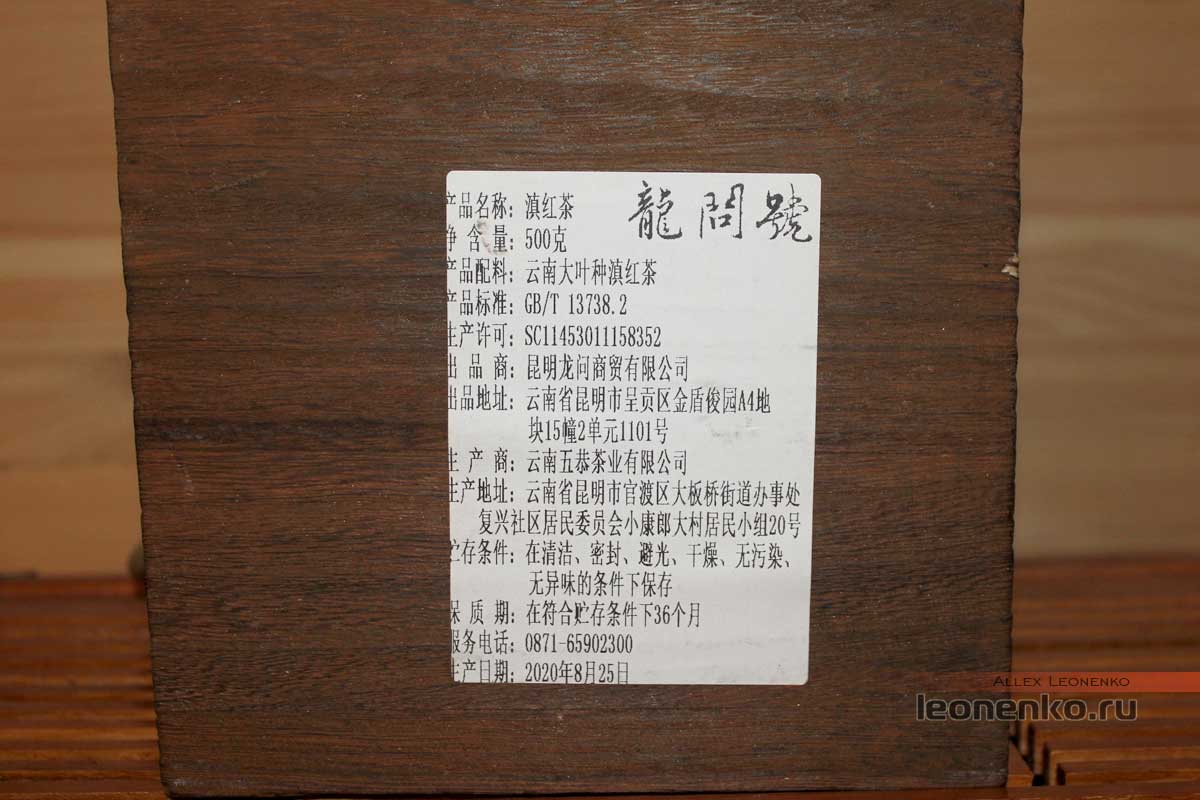 龍問號
产品名称：滇红茶
净含量：500克
产品配料：云南大叶种滇红茶
产品标准：GB/T 13738.2
生产许可：SC11453011158352
出品商：昆明龙问商贸有限公司
出品地址：云南省昆明市呈贡区金盾俊园A4地
块15幢2单元1101号
生产商：云南五恭茶业有限公司
生产地址：云南省昆明市官渡区大板桥街道办事处
复兴社区居民委员会小康郎大村居民小组20号
贮存条件：在清洁、密封、避光、干燥、无污染、
无异味的条件下保存
保质期：在符合贮存条件下36个月
服务电话：0871-65902300
生产日期：2020年8月25日
Allex Leonenko
leonenko.ru